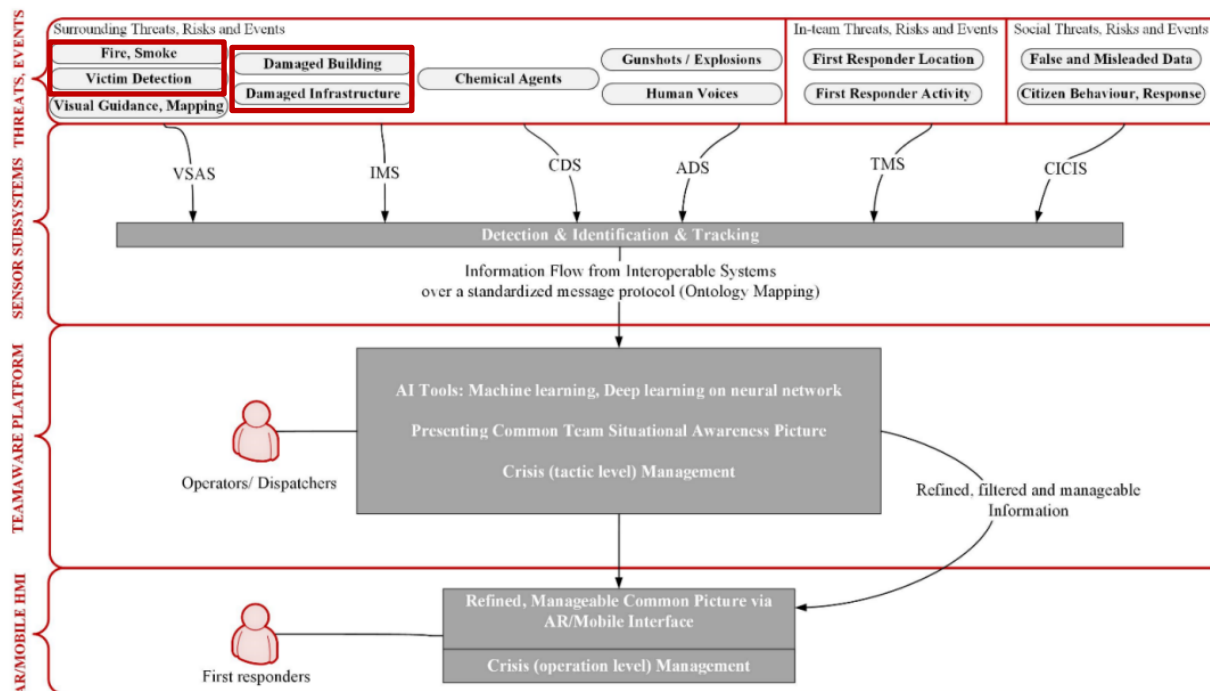 THREATS, EVENTS
Surrounding Threats, Risks and Events
In-team Threats, Risks and Events
Social Threats, Risks and Events
Fire, Smoke
Victim Detection
Visual Guidance, Mapping
Damaged Building
Damaged Infrastructure
Chemical Agents
Gunshots / Explosions
Human Voices
First Responder Location
First Responder Activity
False and Misleaded Data
Citizen Behaviour, Response
SENSOR SUBSYSTEMS
VSAS
IMS
CDS
ADS
TMS
CICIS
Detection & Identification & Tracking
Information Flow from Interoperable Systems
over a standardized message protocol (Ontology Mapping)
TEAMAWARE PLATFORM
AI Tools: Machine learning, Deep learning on neural network
Presenting Common Team Situational Awareness Picture
Crisis (tactic level) Management
Operators/ Dispatchers
Refined, filtered and manageable
Information
AR/MOBILE HMI
Refined, Manageable Common Picture via
AR/Mobile Interface
Crisis (operation level) Management
First responders